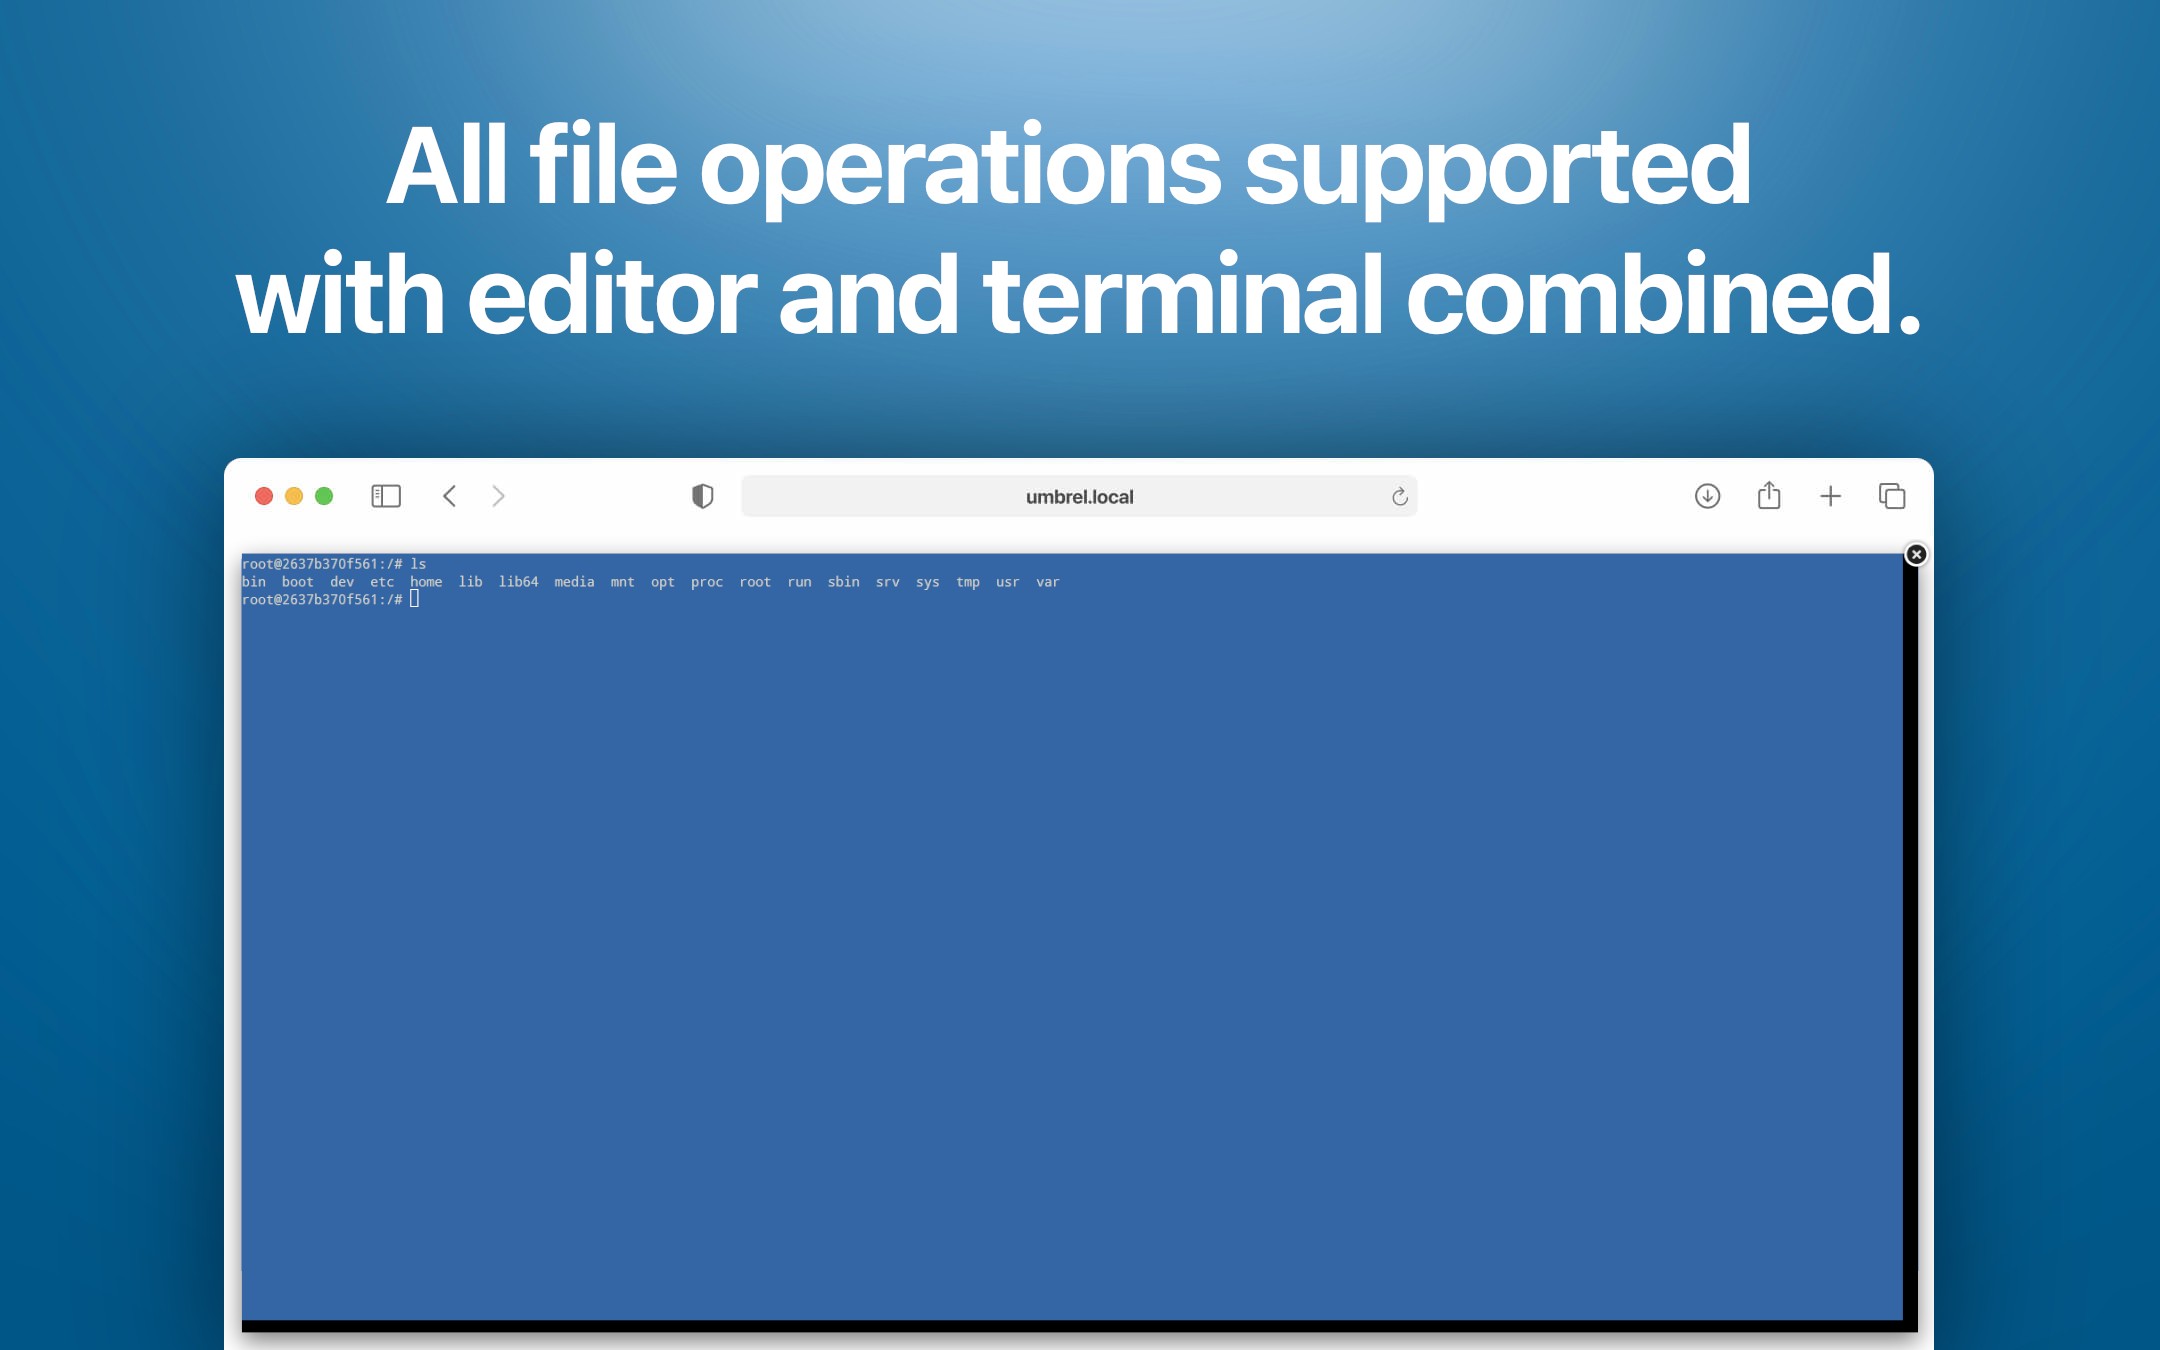 All file operations supported
with editor and terminal combined.
umbrel.local
root@2637b370f561:/# ls
bin boot dev etc home lib lib64 media mnt opt proc root run sbin srv sys tmp usr var
root@2637b370f561:/#